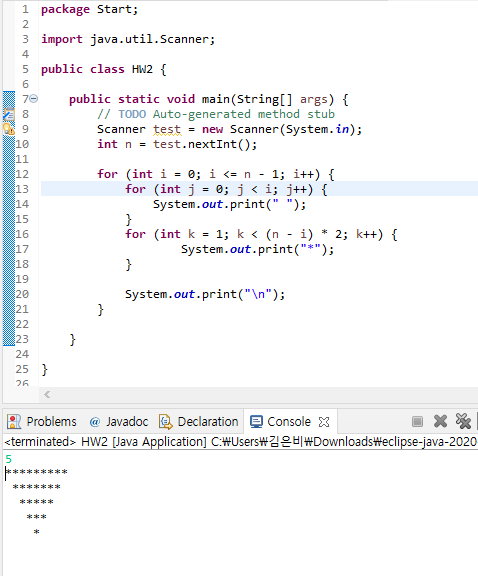 1 package Start;
2
3 import java.util.Scanner;
4
5 public class HW2 {
6
7 public static void main(String[] args) {
8 // TODO Auto-generated method stub
9 Scanner test = new Scanner(System.in);
10 int n = test.nextInt();
11
12 for (int i = 0; i <= n - 1; i++) {
13 for (int j = 0; j < i; j++) {
14 System.out.print(" ");
15 }
16 for (int k = 1; k < (n - i) * 2; k++) {
17 System.out.print("*");
18 }
19
20 System.out.print("\n");
21 }
22
23 }
24
25 }
26
Problems @ Javadoc Declaration Console
<terminated> HW2 [Java Application] C:₩Users₩김은비₩Downloads₩eclipse-java-2020
5
*********
 *******
  *****
   ***
    *